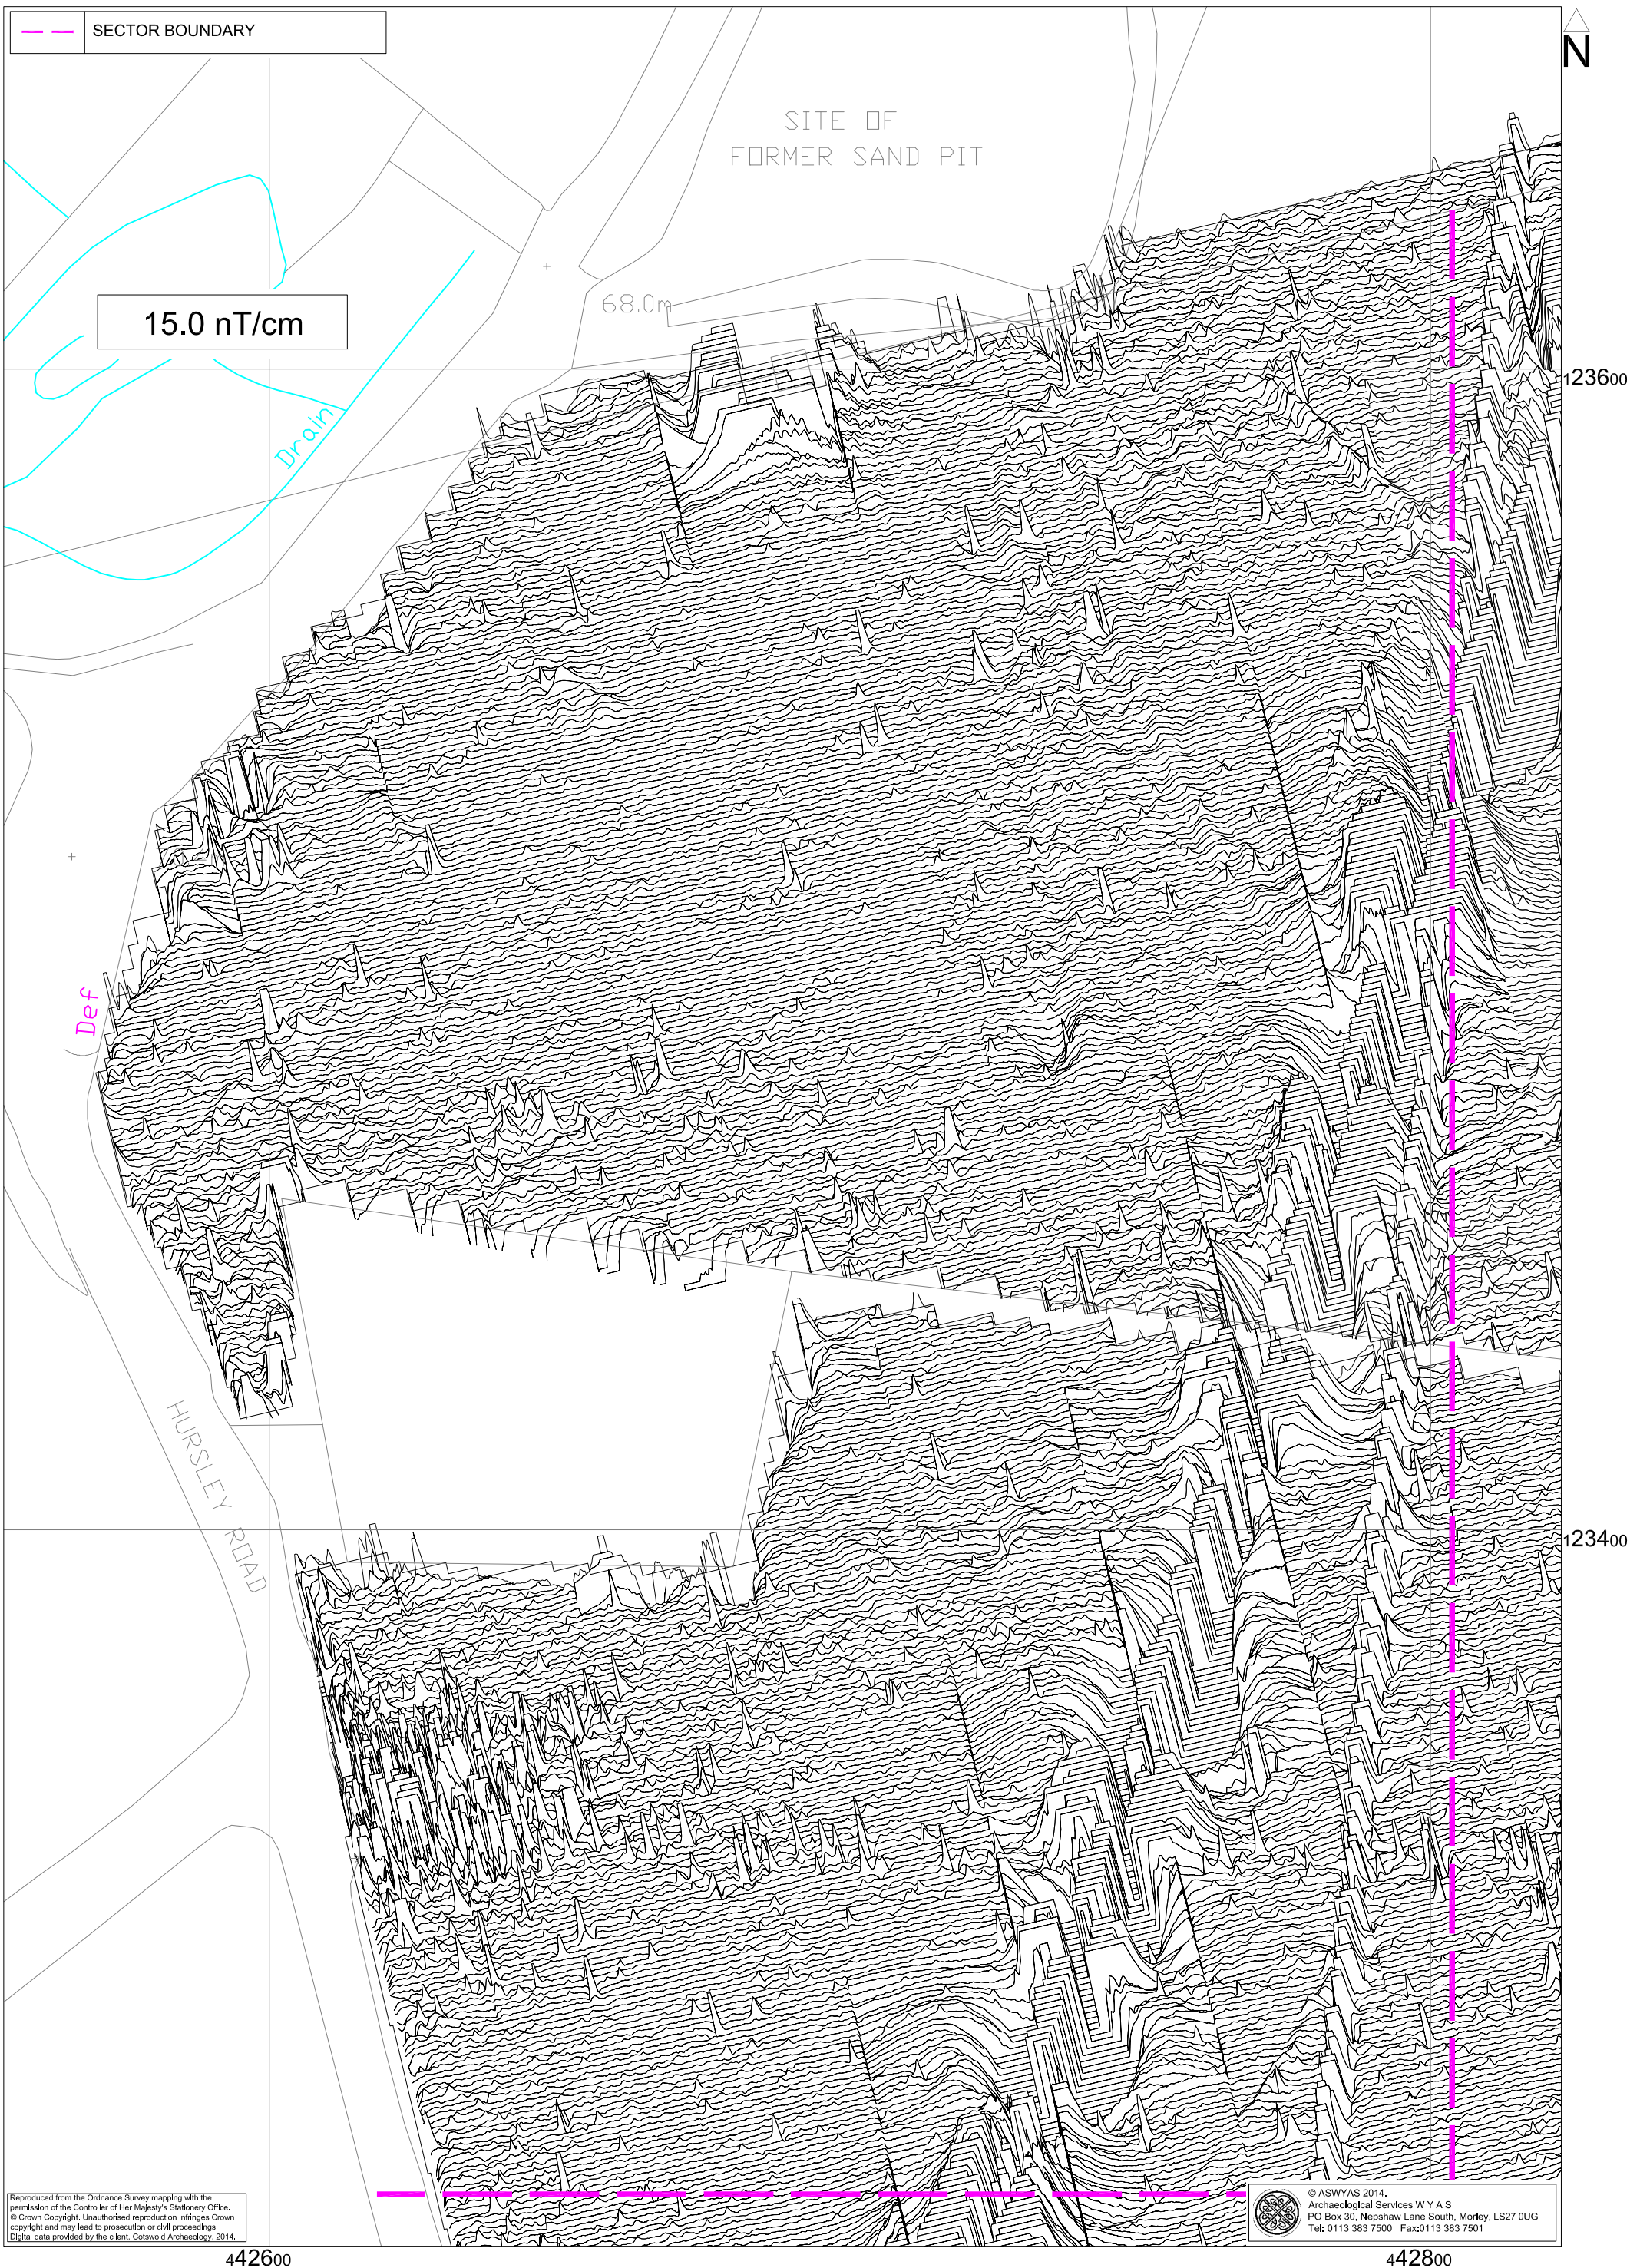 SECTOR BOUNDARY
N
SITE OF
FORMER SAND PIT
68.0m
15.0 nT/cm
Drain
123600
Def
HURSLEY ROAD
123400
Reproduced from the Ordnance Survey mapping with the
permission of the Controller of Her Majesty's Stationery Office.
© Crown Copyright. Unauthorised reproduction infringes Crown
copyright and may lead to prosecution or civil proceedings.
Digital data provided by the client, Cotswold Archaeology, 2014.
© ASWYAS 2014.
Archaeological Services W Y A S
PO Box 30, Nepshaw Lane South, Morley, LS27 0UG
Tel: 0113 383 7500 Fax:0113 383 7501
442600
442800